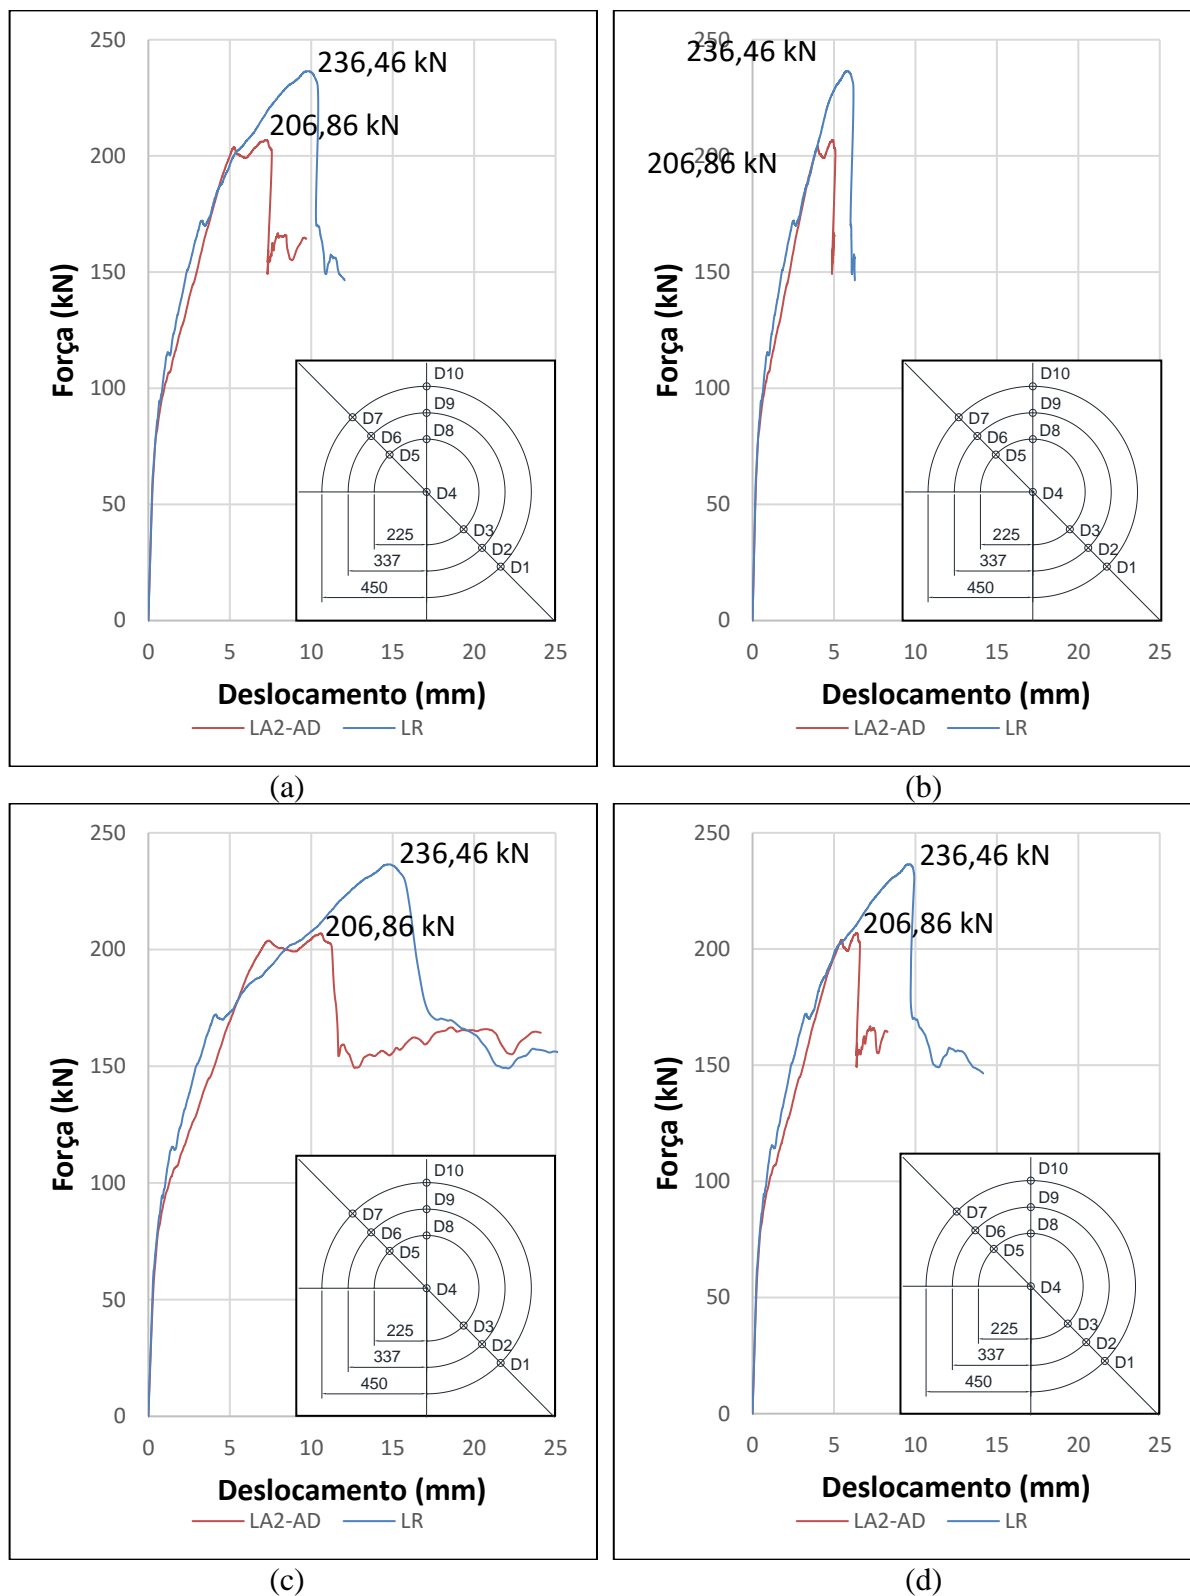 250
236,46 kN
206,86 kN
200
150
100
50
0
Força (kN)
D10
D9
D8
D7
D6
D5
D4
D3
D2
D1
225
337
450
0 5 10 15 20 25
Deslocamento (mm)
LA2-AD LR
(a)
250
236,46 kN
200
206,86 kN
150
100
50
0
Força (kN)
D10
D9
D8
D7
D6
D5
D4
D3
D2
D1
225
337
450
0 5 10 15 20 25
Deslocamento (mm)
LA2-AD LR
(b)
250
236,46 kN
206,86 kN
200
150
100
50
0
Força (kN)
D10
D9
D8
D7
D6
D5
D4
D3
D2
D1
225
337
450
0 5 10 15 20 25
Deslocamento (mm)
LA2-AD LR
(c)
250
236,46 kN
206,86 kN
200
150
100
50
0
Força (kN)
D10
D9
D8
D7
D6
D5
D4
D3
D2
D1
225
337
450
0 5 10 15 20 25
Deslocamento (mm)
LA2-AD LR
(d)